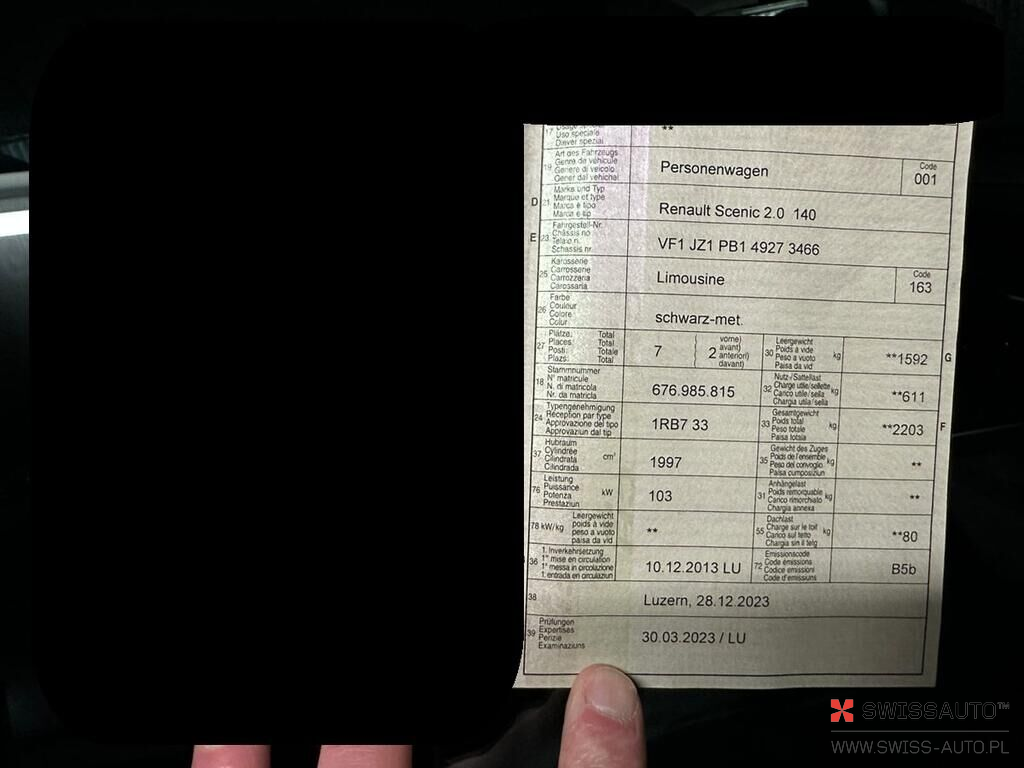 17 Uso speciale **
Diever spezial
19 Art des Fahrzeugs
Genre de véhicule
Genere di veicolo
Gener dal vehichel
Personenwagen
Code
001
D 21 Marke und Typ
Marque et type
Marca e tipo
Marca e tip
Renault Scenic 2.0 140
E 23 Fahrgestell-Nr.
Châssis no
Telaio n.
Schassis nr.
VF1 JZ1 PB1 4927 3466
25 Karosserie
Carrosserie
Carrozzeria
Carossaria
Limousine
Code
163
26 Farbe
Couleur
Colore
Colur
schwarz-met.
27 Plätze: Total
Places: Total
Posti: Totale
Plazs: Total
7
( vorne)
avant)
2 anteriori)
davant)
30 Leergewicht
Poids à vide
Peso a vuoto
Paisa da vid
kg
**1592
G
18 Stammnummer
N° matricule
N. di matricola
Nr. da matricla
676.985.815
32 Nutz-/Sattellast
Charge utile/sellette
Carico utile/sella
Chargia utila/sella
kg
**611
24 Typengenehmigung
Réception par type
Approvazione del tipo
Approvaziun dal tip
1RB7 33
33 Gesamtgewicht
Poids total
Peso totale
Paisa totala
kg
**2203
F
37 Hubraum
Cylindrée
Cilindrata
Cilindrada
cm³
1997
35 Gewicht des Zuges
Poids de l'ensemble
Peso del convoglio
Paisa cumposiziun
kg
**
76 Leistung
Puissance
Potenza
Prestaziun
kW
103
31 Anhängelast
Poids remorquable
Carico rimorchiato
Chargia annexa
kg
**
78 kW/kg Leergewicht
poids à vide
peso a vuoto
paisa da vid
**
55 Dachlast
Charge sur le toit
Carico sul tetto
Chargia sin il tetg
kg
**80
36 1. Inverkehrsetzung
1re mise en circulation
1a messa in circolazione
1. entrada en circulaziun
10.12.2013 LU
72 Emissionscode
Code émissions
Codice emissioni
Code d'emissiuns
B5b
38 Luzern, 28.12.2023
39 Prüfungen
Expertises
Perizie
Examinaziuns
30.03.2023 / LU
SWISSAUTO™
WWW.SWISS-AUTO.PL